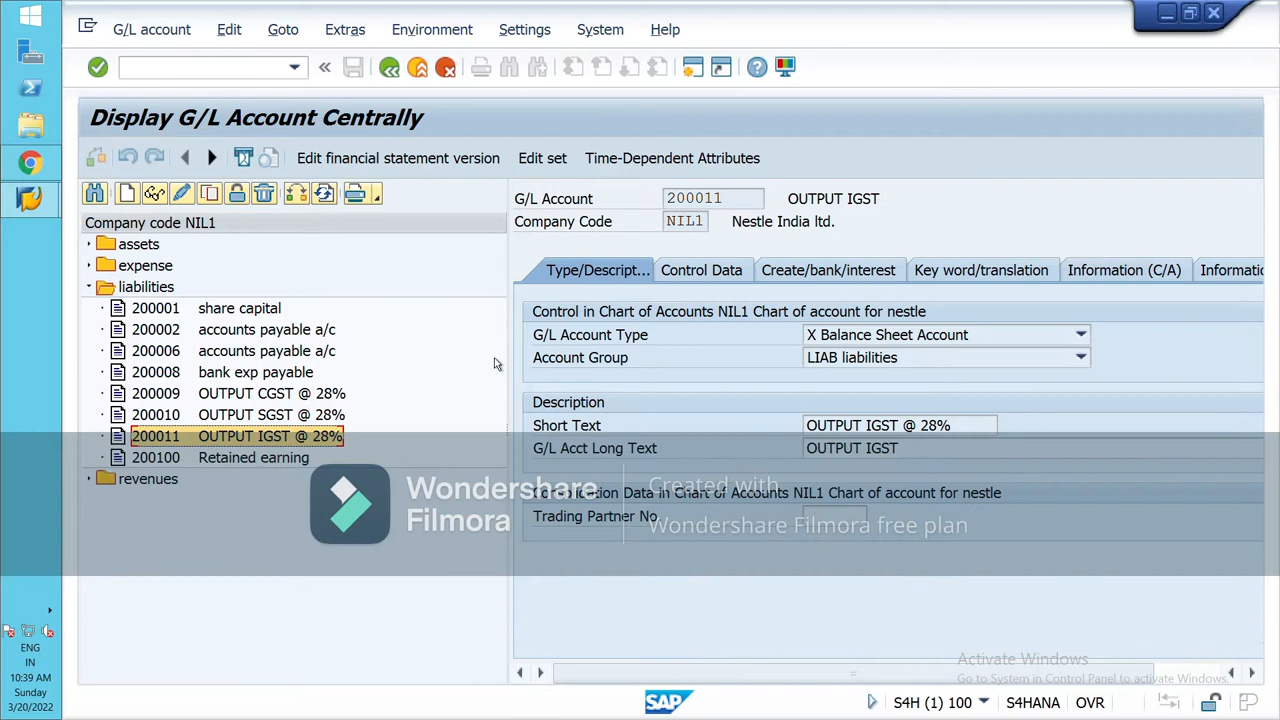 G/L account Edit Goto Extras Environment Settings System Help
Display G/L Account Centrally
Edit financial statement version Edit set Time-Dependent Attributes
Company code NIL1
assets
expense
liabilities
200001 share capital
200002 accounts payable a/c
200006 accounts payable a/c
200008 bank exp payable
200009 OUTPUT CGST @ 28%
200010 OUTPUT SGST @ 28%
200011 OUTPUT IGST @ 28%
200100 Retained earning
revenues
G/L Account 200011 OUTPUT IGST
Company Code NIL1 Nestle India ltd.
Type/Descript... Control Data Create/bank/interest Key word/translation Information (C/A) Informatic
Control in Chart of Accounts NIL1 Chart of account for nestle
G/L Account Type X Balance Sheet Account
Account Group LIAB liabilities
Description
Short Text OUTPUT IGST @ 28%
G/L Acct Long Text OUTPUT IGST
Consolidation Data in Chart of Accounts NIL1 Chart of account for nestle
Trading Partner No.
Wondershare
Filmora
Created with
Wondershare Filmora free plan
Activate Windows
Go to System in Control Panel to activate Windows.
SAP
S4H (1) 100 S4HANA OVR
ENG
IN
10:39 AM
Sunday
3/20/2022